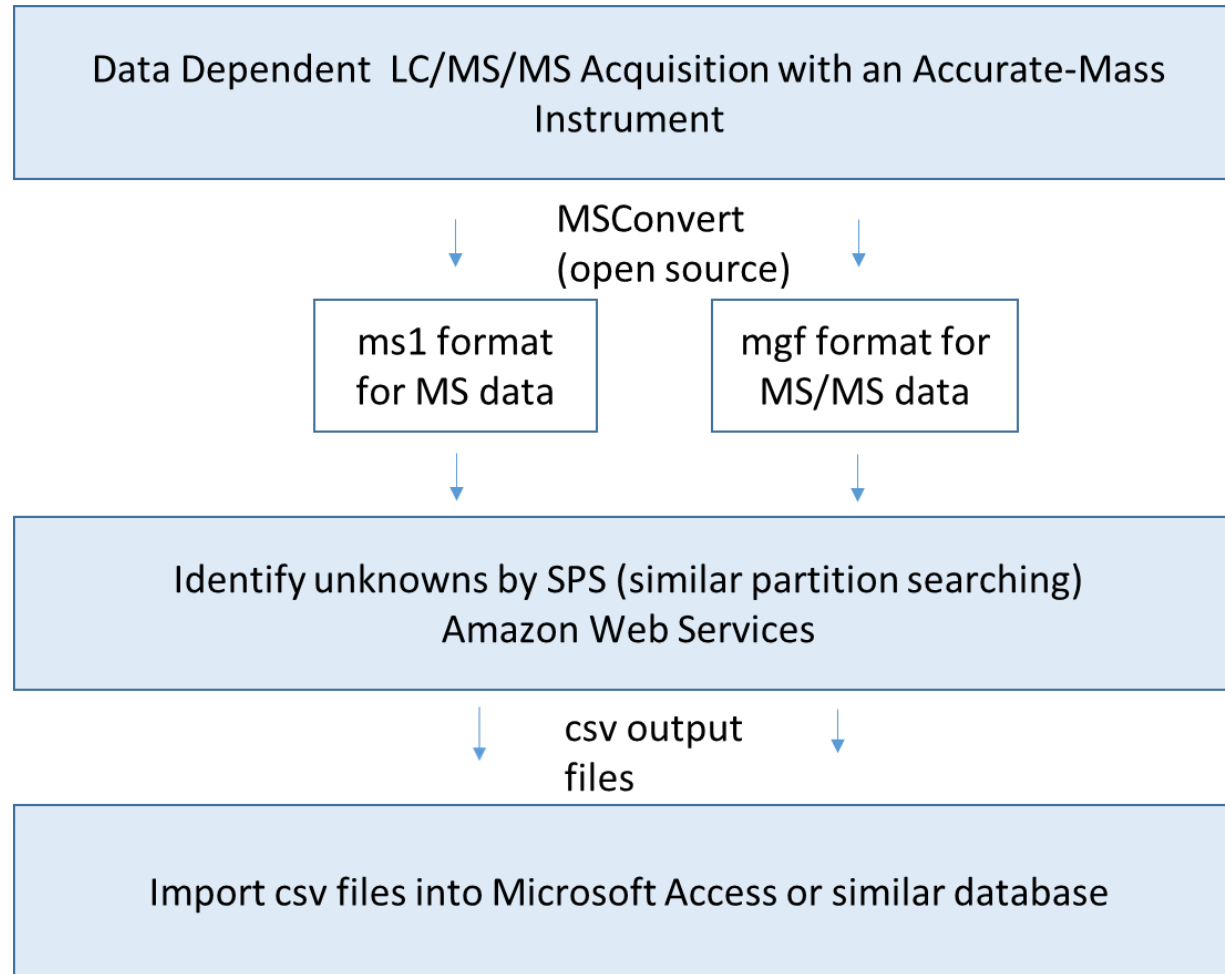 Data Dependent LC/MS/MS Acquisition with an Accurate-Mass
Instrument
MSConvert
(open source)
ms1 format
for MS data
mgf format for
MS/MS data
Identify unknowns by SPS (similar partition searching)
Amazon Web Services
csv output
files
Import csv files into Microsoft Access or similar database